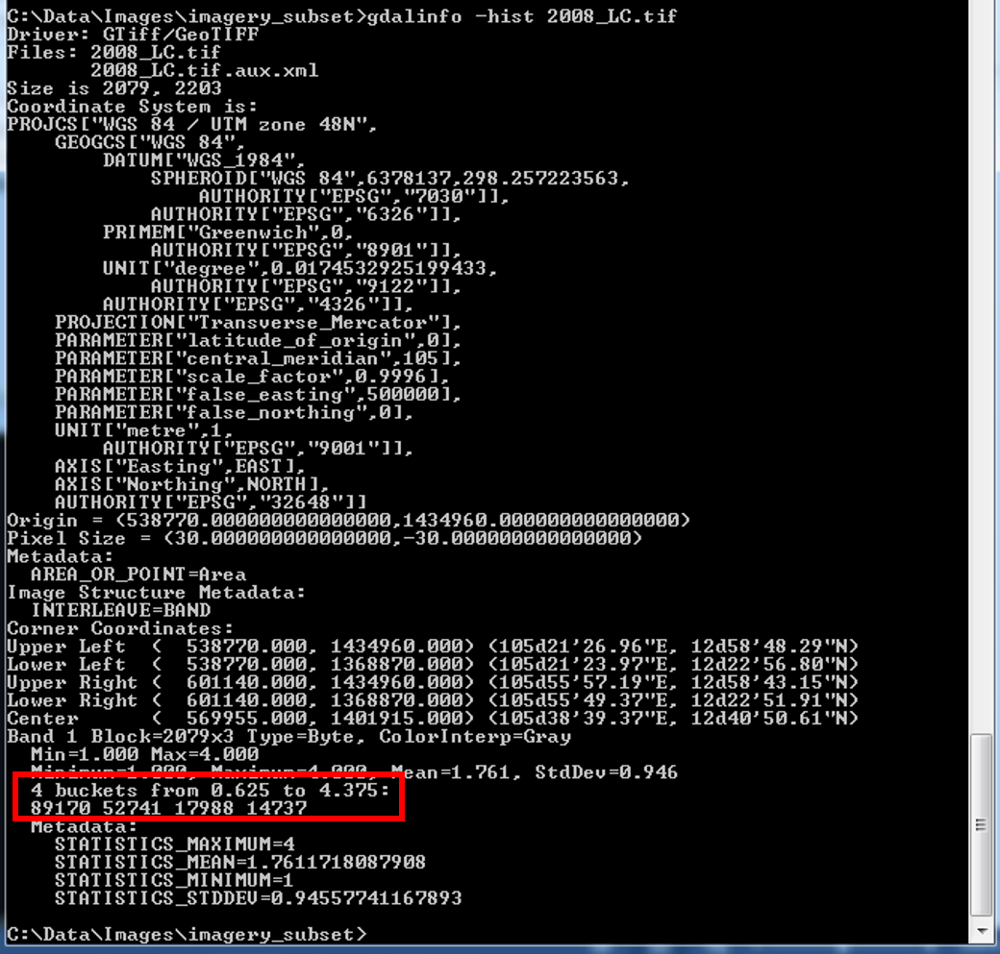 C:\Data\Images\imagery_subset>gdalinfo -hist 2008_LC.tif
Driver: GTiff/GeoTIFF
Files: 2008_LC.tif
       2008_LC.tif.aux.xml
Size is 2079, 2203
Coordinate System is:
PROJCS["WGS 84 / UTM zone 48N",
    GEOGCS["WGS 84",
        DATUM["WGS_1984",
            SPHEROID["WGS 84",6378137,298.257223563,
                AUTHORITY["EPSG","7030"]],
            AUTHORITY["EPSG","6326"]],
        PRIMEM["Greenwich",0,
            AUTHORITY["EPSG","8901"]],
        UNIT["degree",0.0174532925199433,
            AUTHORITY["EPSG","9122"]],
        AUTHORITY["EPSG","4326"]],
    PROJECTION["Transverse_Mercator"],
    PARAMETER["latitude_of_origin",0],
    PARAMETER["central_meridian",105],
    PARAMETER["scale_factor",0.9996],
    PARAMETER["false_easting",500000],
    PARAMETER["false_northing",0],
    UNIT["metre",1,
        AUTHORITY["EPSG","9001"]],
    AXIS["Easting",EAST],
    AXIS["Northing",NORTH],
    AUTHORITY["EPSG","32648"]]
Origin = (538770.000000000000000,1434960.000000000000000)
Pixel Size = (30.000000000000000,-30.000000000000000)
Metadata:
  AREA_OR_POINT=Area
Image Structure Metadata:
  INTERLEAVE=BAND
Corner Coordinates:
Upper Left  (  538770.000, 1434960.000) (105d21'26.96"E, 12d58'48.29"N)
Lower Left  (  538770.000, 1368870.000) (105d21'23.97"E, 12d22'56.80"N)
Upper Right (  601140.000, 1434960.000) (105d55'57.19"E, 12d58'43.15"N)
Lower Right (  601140.000, 1368870.000) (105d55'49.37"E, 12d22'51.91"N)
Center      (  569955.000, 1401915.000) (105d38'39.37"E, 12d40'50.61"N)
Band 1 Block=2079x3 Type=Byte, ColorInterp=Gray
  Min=1.000 Max=4.000
  Minimum=1.000, Maximum=4.000, Mean=1.761, StdDev=0.946
  4 buckets from 0.625 to 4.375:
  89170 52741 17988 14737
  Metadata:
    STATISTICS_MAXIMUM=4
    STATISTICS_MEAN=1.7611718087908
    STATISTICS_MINIMUM=1
    STATISTICS_STDDEV=0.94557741167893
C:\Data\Images\imagery_subset>